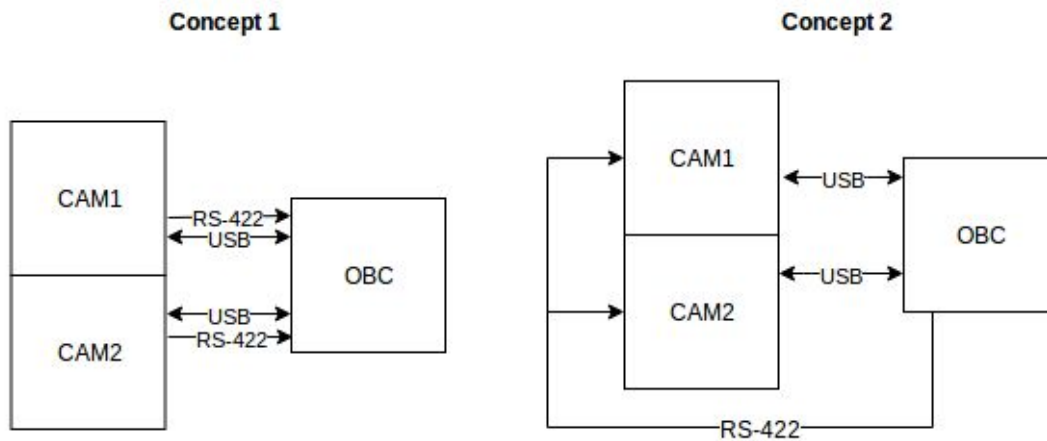 Concept 1
CAM1
RS-422
USB
OBC
USB
RS-422
CAM2
Concept 2
CAM1
USB
OBC
USB
CAM2
RS-422